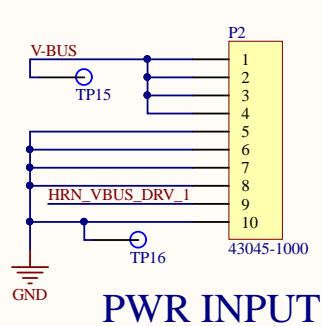 P2
V-BUS
1
TP15
2
3
4
5
6
7
8
HRN_VBUS_DRV_1
9
10
TP16
43045-1000
GND
PWR INPUT